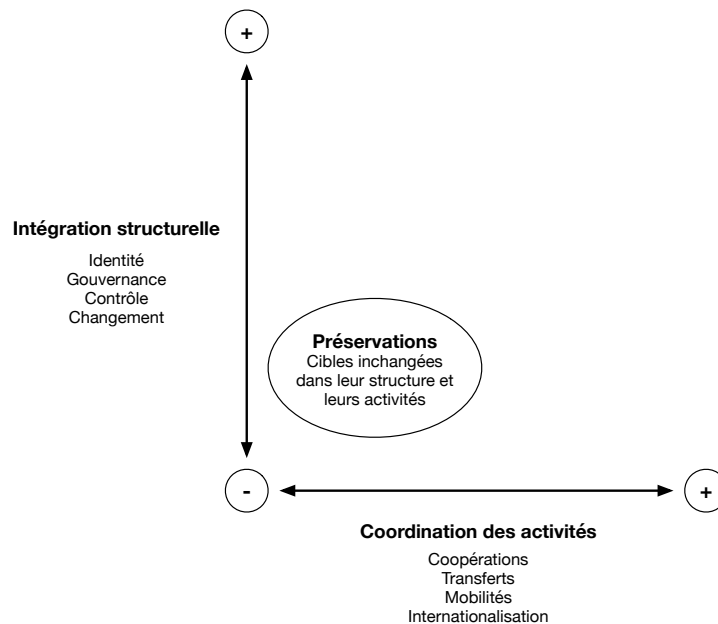 +
Intégration structurelle
Identité
Gouvernance
Contrôle
Changement
Préservations
Cibles inchangées
dans leur structure et
leurs activités
-
+
Coordination des activités
Coopérations
Transferts
Mobilités
Internationalisation